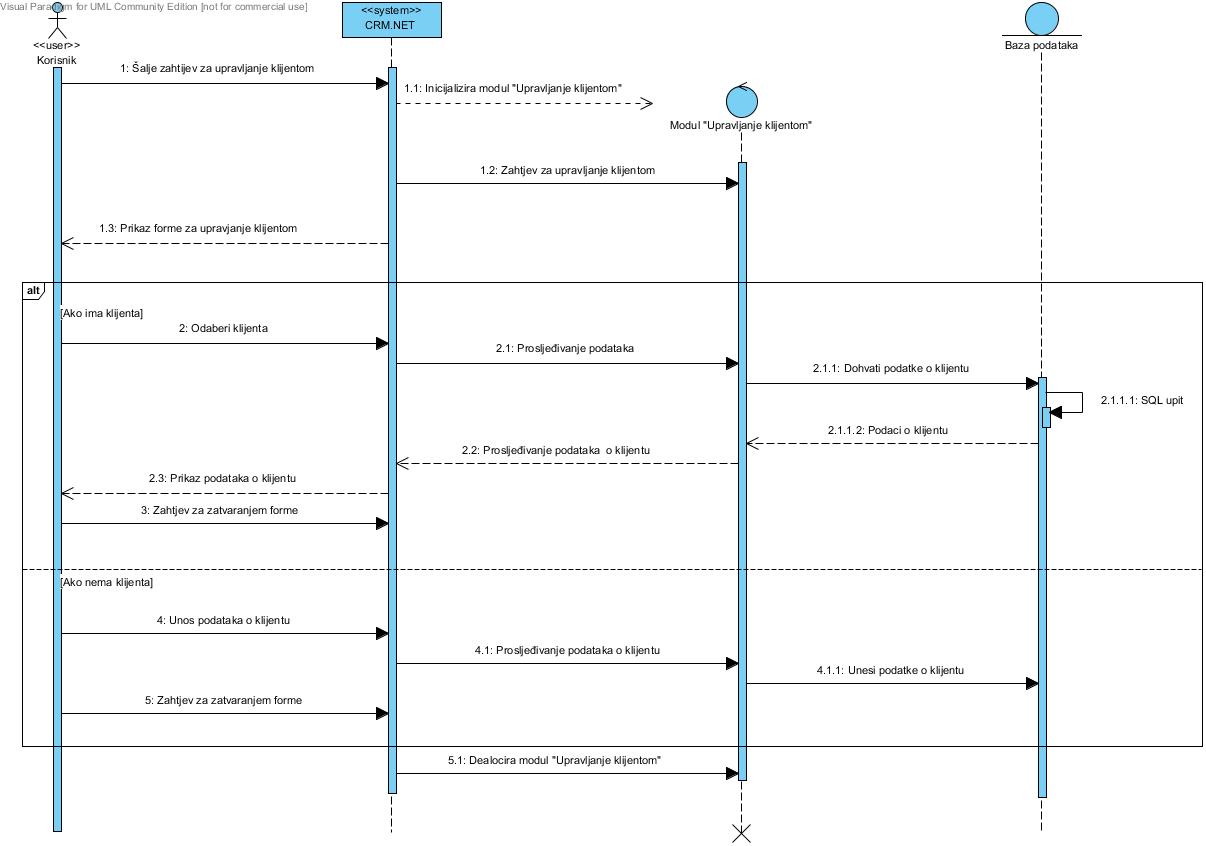 Visual Paradigm for UML Community Edition [not for commercial use]
<<user>>
Korisnik
<<system>>
CRM.NET
Baza podataka
1: Šalje zahtijev za upravljanje klijentom
1.1: Inicijalizira modul "Upravljanje klijentom"
Modul "Upravljanje klijentom"
1.2: Zahtjev za upravljanje klijentom
1.3: Prikaz forme za upravjanje klijentom
alt
[Ako ima klijenta]
2: Odaberi klijenta
2.1: Prosljeđivanje podataka
2.1.1: Dohvati podatke o klijentu
2.1.1.1: SQL upit
2.1.1.2: Podaci o klijentu
2.2: Prosljeđivanje podataka  o klijentu
2.3: Prikaz podataka o klijentu
3: Zahtjev za zatvaranjem forme
[Ako nema klijenta]
4: Unos podataka o klijentu
4.1: Prosljeđivanje podataka o klijentu
4.1.1: Unesi podatke o klijentu
5: Zahtjev za zatvaranjem forme
5.1: Dealocira modul "Upravljanje klijentom"